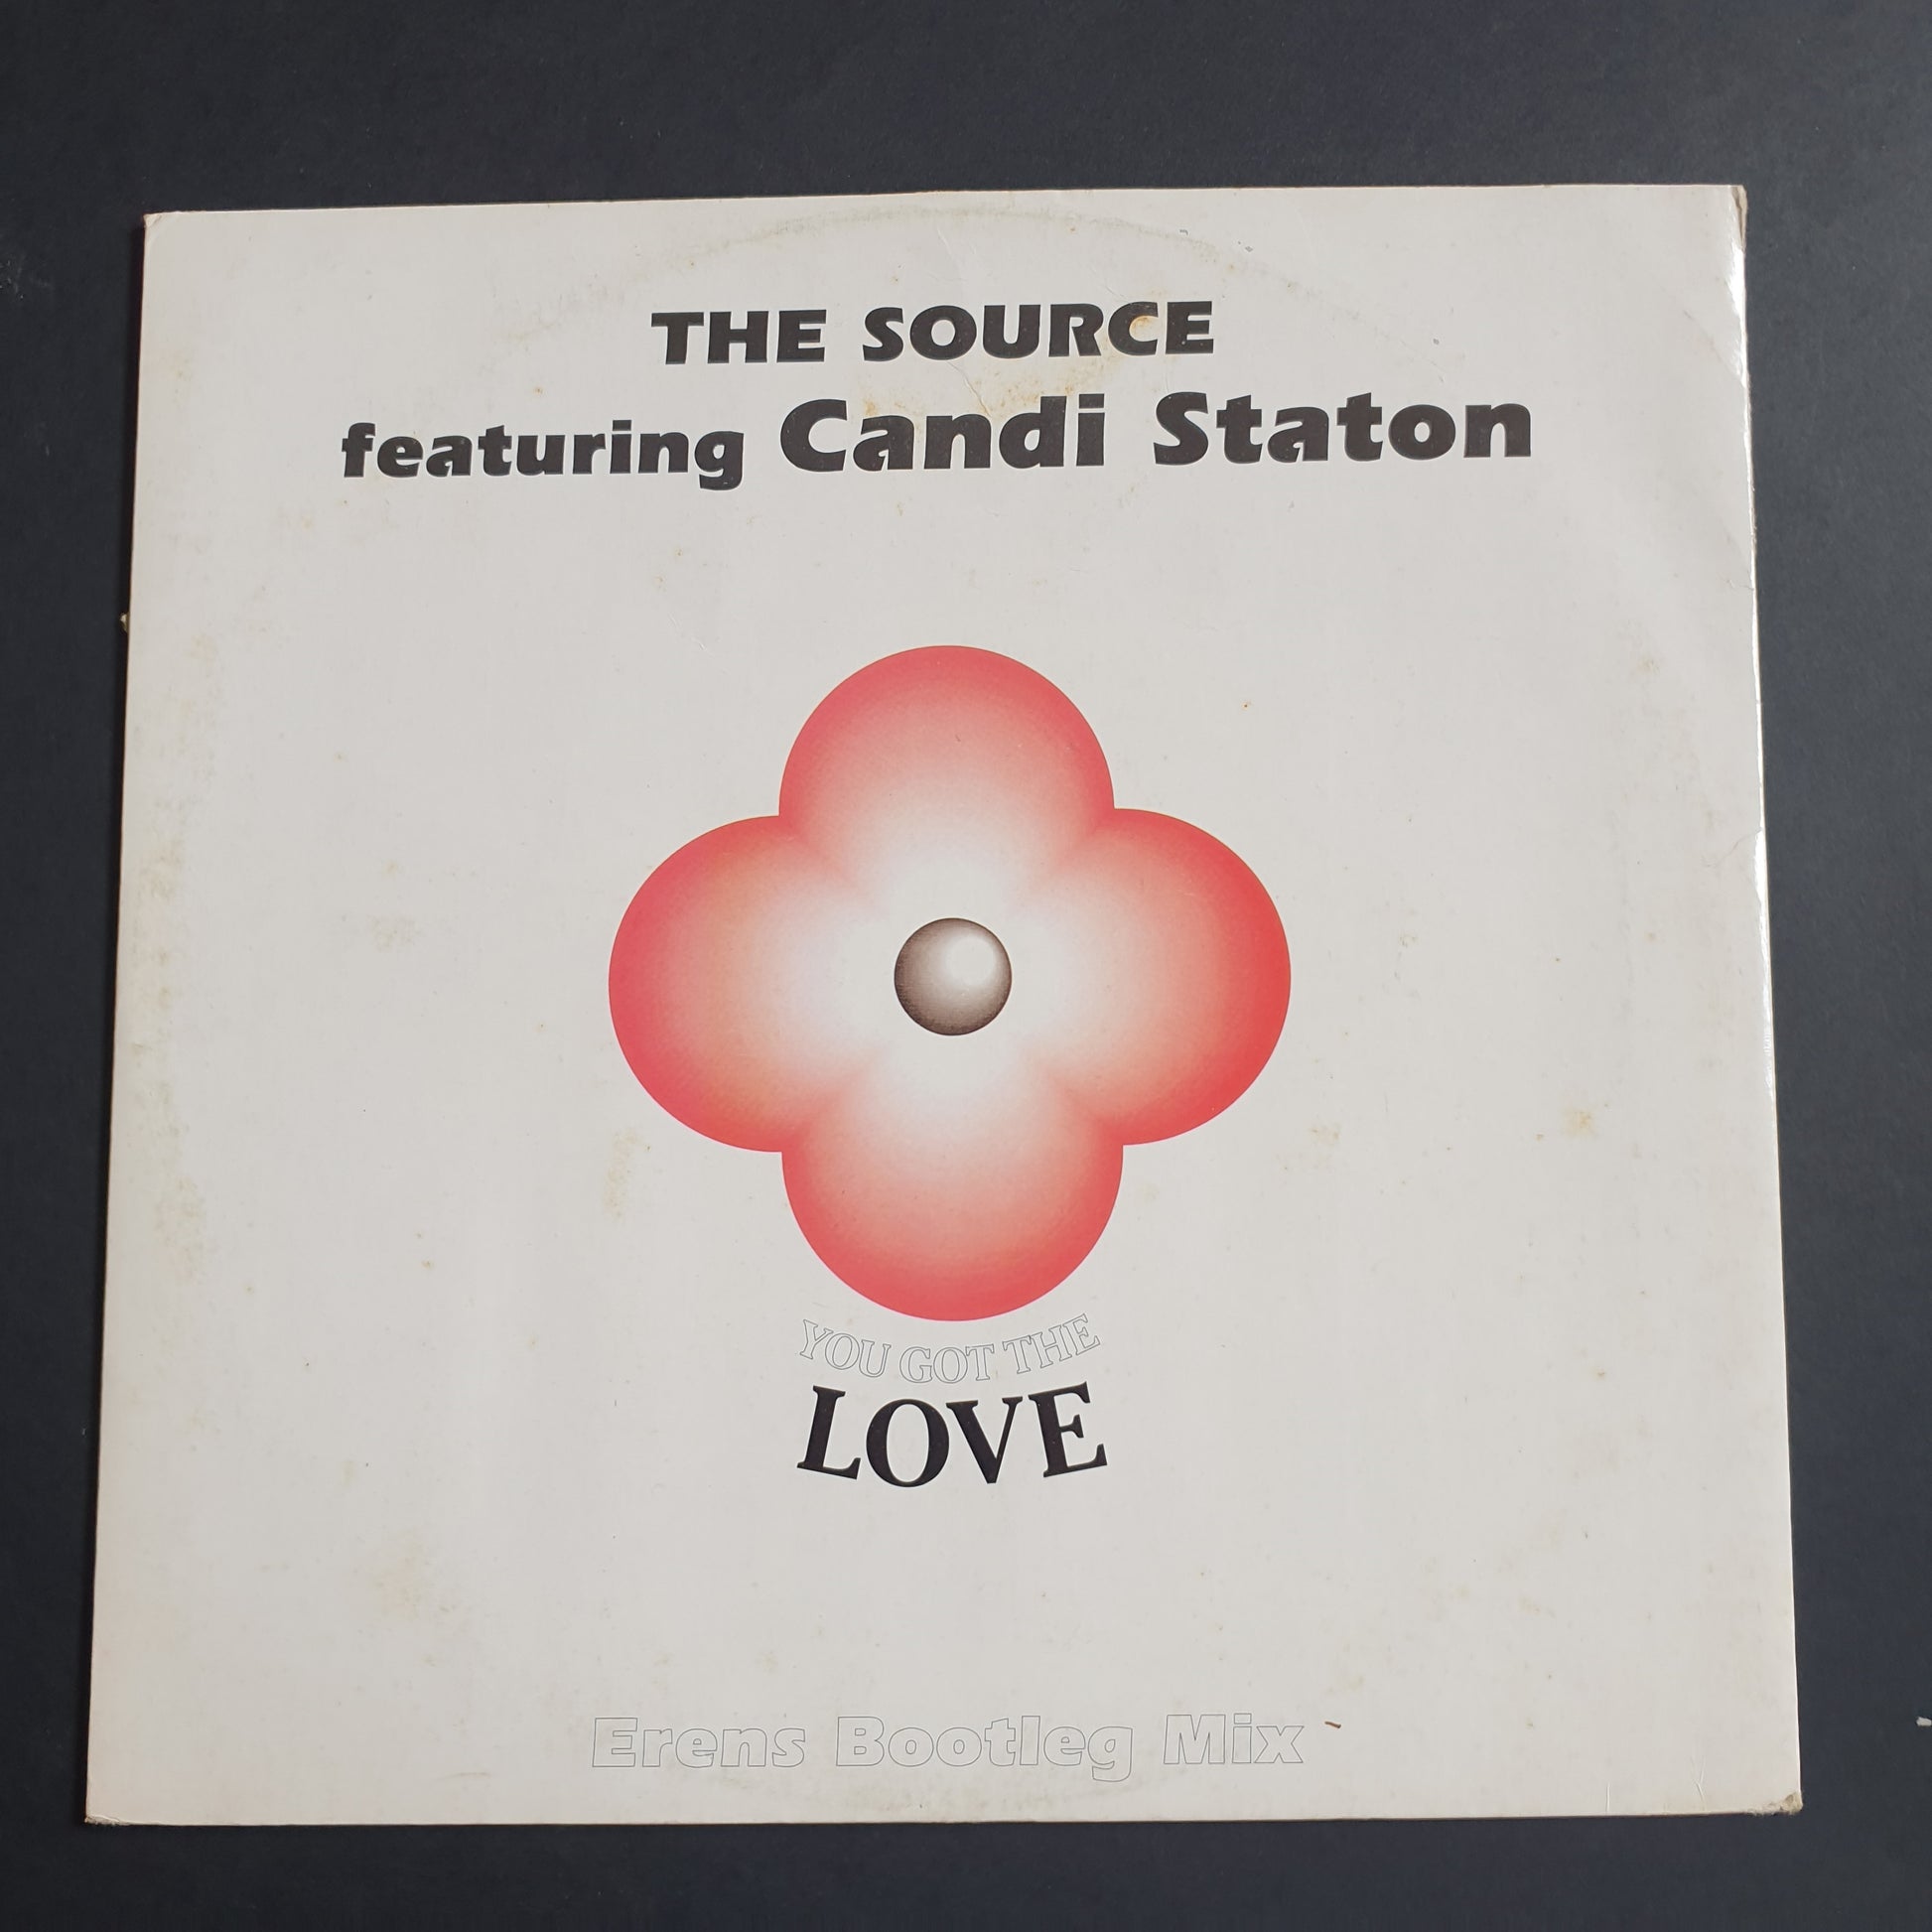 THE SOURCE
featuring Candi Staton
YOU GOT THE
LOVE
Erens Bootleg Mix